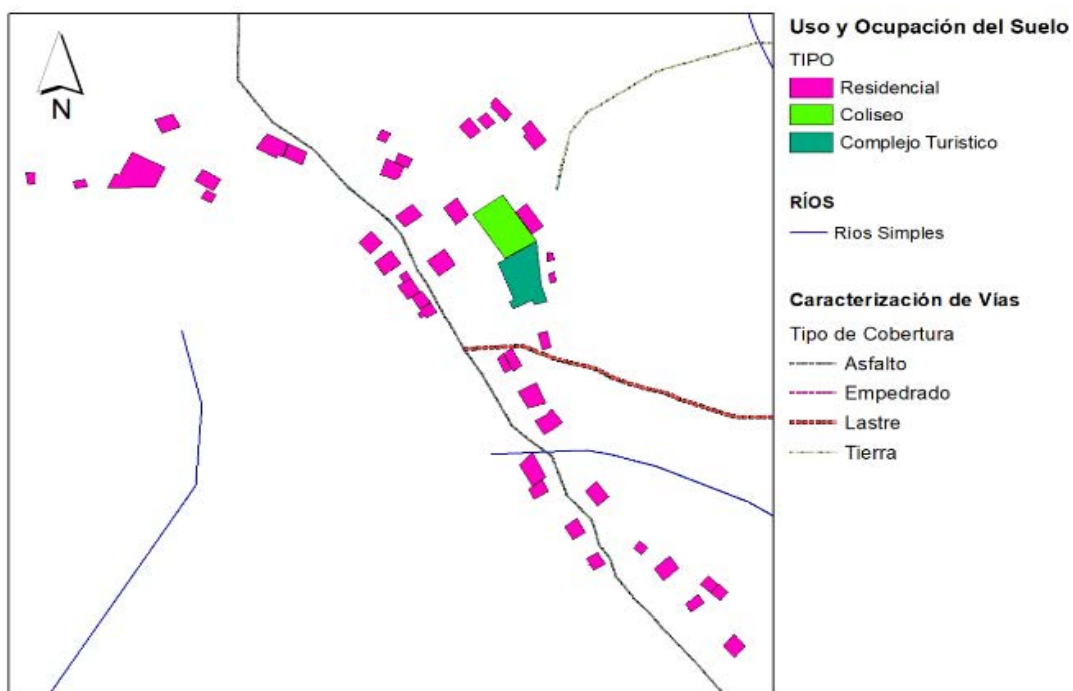 N
Uso y Ocupación del Suelo
TIPO
Residencial
Coliseo
Complejo Turístico
RÍOS
Rios Simples
Caracterización de Vías
Tipo de Cobertura
Asfalto
Empedrado
Lastre
Tierra